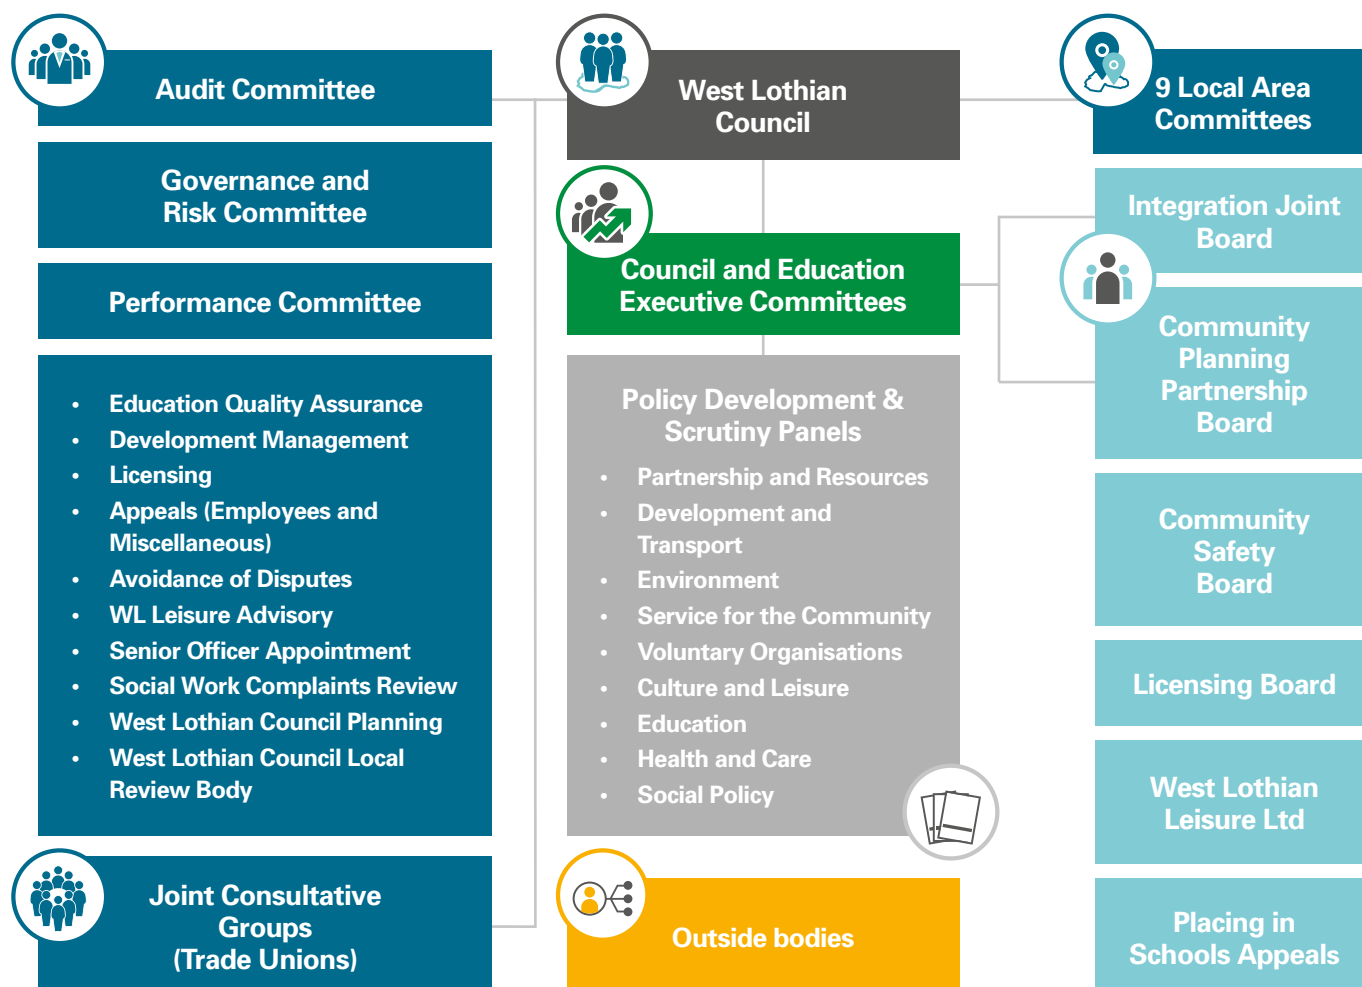 Audit Committee
Governance and
Risk Committee
Performance Committee
• Education Quality Assurance
• Development Management
• Licensing
• Appeals (Employees and
Miscellaneous)
• Avoidance of Disputes
• WL Leisure Advisory
• Senior Officer Appointment
• Social Work Complaints Review
• West Lothian Council Planning
• West Lothian Council Local
Review Body
Joint Consultative
Groups
(Trade Unions)
West Lothian
Council
Council and Education
Executive Committees
Policy Development &
Scrutiny Panels
• Partnership and Resources
• Development and
Transport
• Environment
• Service for the Community
• Voluntary Organisations
• Culture and Leisure
• Education
• Health and Care
• Social Policy
Outside bodies
9 Local Area
Committees
Integration Joint
Board
Community
Planning
Partnership
Board
Community
Safety
Board
Licensing Board
West Lothian
Leisure Ltd
Placing in
Schools Appeals